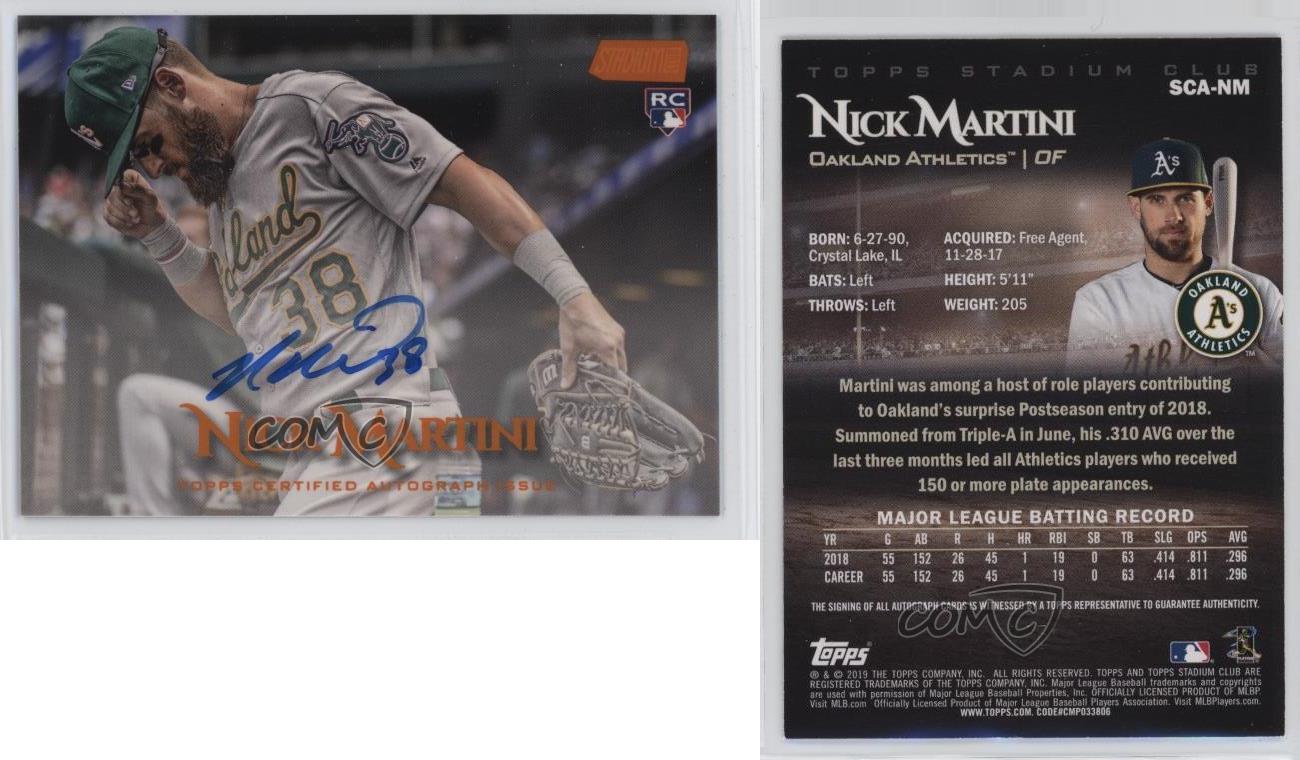 STADIUM
RC
A's
Oakland
38
38
NICK MARTINI
COMC
TOPPS CERTIFIED AUTOGRAPH ISSUE
TOPPS STADIUM CLUB
SCA-NM
NICK MARTINI
OAKLAND ATHLETICS™ | OF
A's
BORN: 6-27-90, Crystal Lake, IL
BATS: Left
THROWS: Left
ACQUIRED: Free Agent, 11-28-17
HEIGHT: 5'11"
WEIGHT: 205
OAKLAND A's ATHLETICS ™
Martini was among a host of role players contributing
to Oakland's surprise Postseason entry of 2018.
Summoned from Triple-A in June, his .310 AVG over the
last three months led all Athletics players who received
150 or more plate appearances.
MAJOR LEAGUE BATTING RECORD
YR G AB R H HR RBI SB TB SLG OPS AVG
2018 55 152 26 45 1 19 0 63 .414 .811 .296
CAREER 55 152 26 45 1 19 0 63 .414 .811 .296
THE SIGNING OF ALL AUTOGRAPH CARDS IS WITNESSED BY A TOPPS REPRESENTATIVE TO GUARANTEE AUTHENTICITY.
COMC
Topps
® & © 2019 THE TOPPS COMPANY, INC. ALL RIGHTS RESERVED. TOPPS AND TOPPS STADIUM CLUB ARE
REGISTERED TRADEMARKS OF THE TOPPS COMPANY, INC. Major League Baseball trademarks and copyrights
are used with permission of Major League Baseball Properties, Inc. OFFICIALLY LICENSED PRODUCT OF MLBP.
Visit MLB.com Officially Licensed Product of Major League Baseball Players Association. Visit MLBPlayers.com.
WWW.TOPPS.COM. CODE#CMP033806